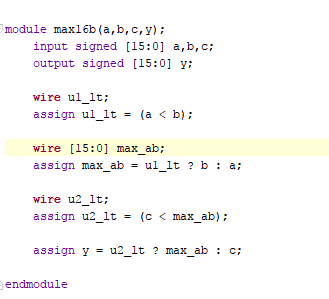 module max16b(a,b,c,y);
input signed [15:0] a,b,c;
output signed [15:0] y;
wire u1_lt;
assign u1_lt = (a < b);
wire [15:0] max_ab;
assign max_ab = u1_lt ? b : a;
wire u2_lt;
assign u2_lt = (c < max_ab);
assign y = u2_lt ? max_ab : c;
endmodule